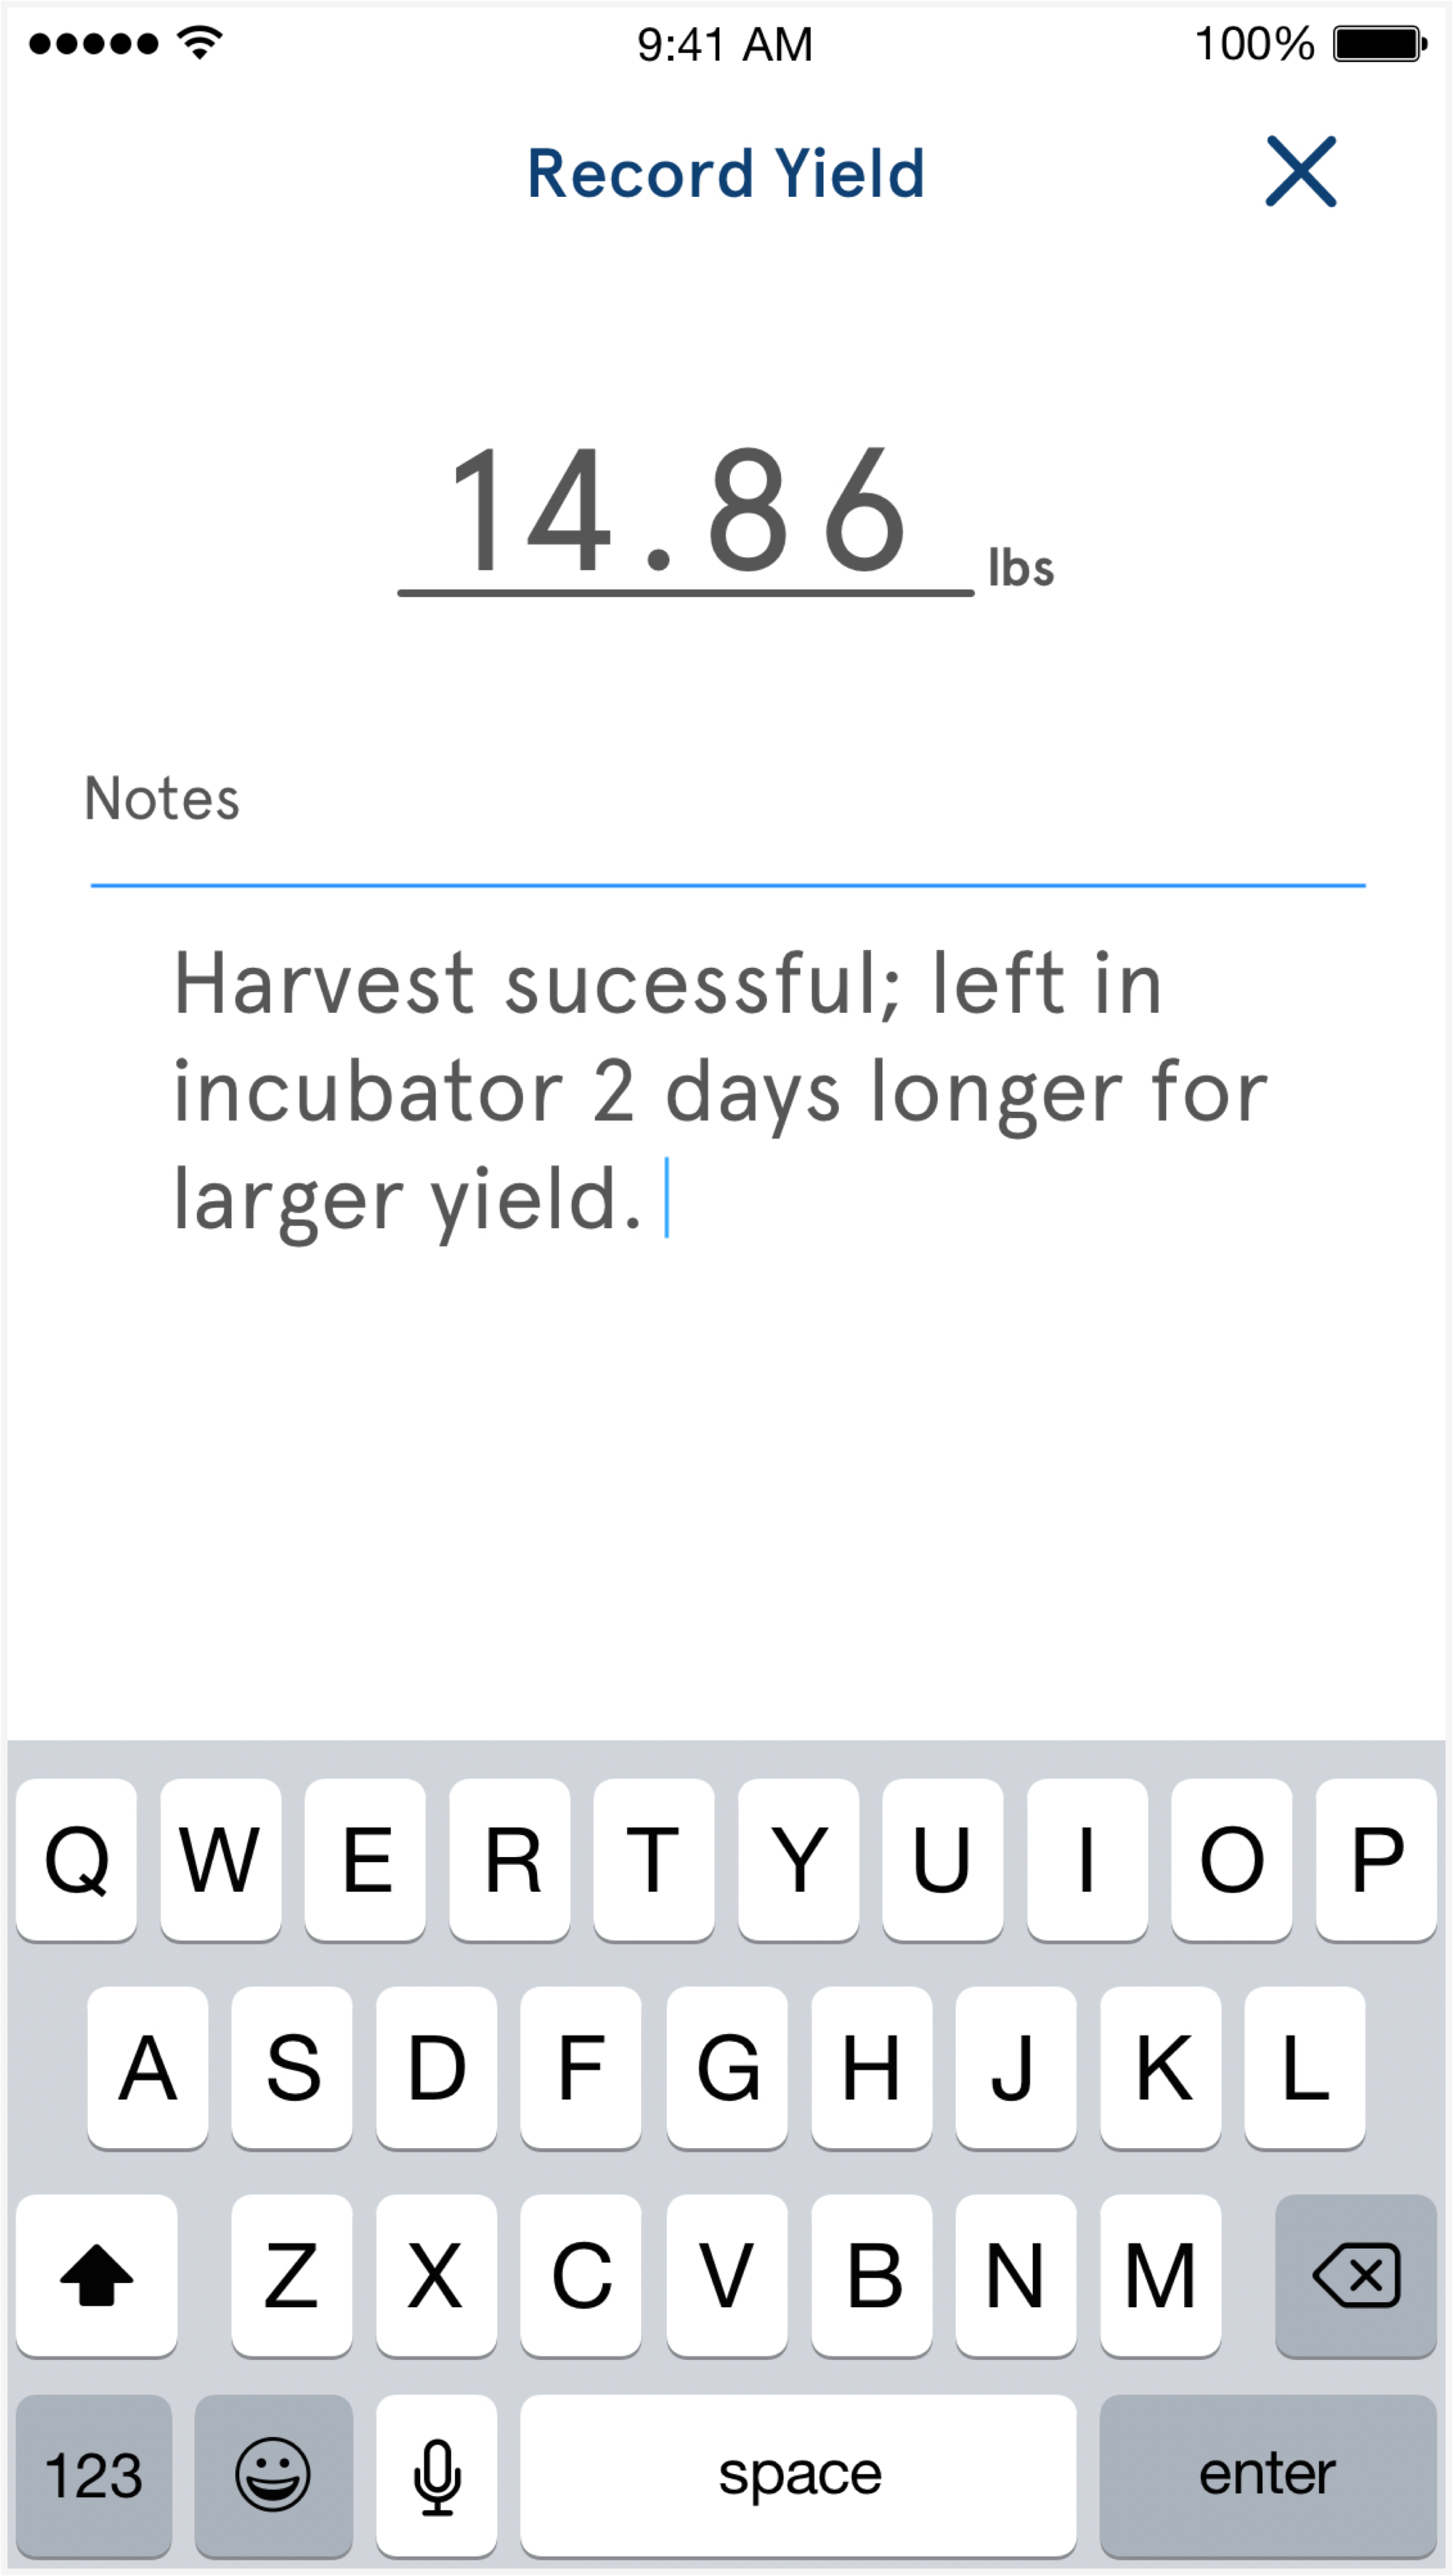 9:41 AM 100%
Record Yield
14.86 lbs
Notes
Harvest sucessful; left in
incubator 2 days longer for
larger yield.
Q W E R T Y U I O P
A S D F G H J K L
Z X C V B N M
123 space enter